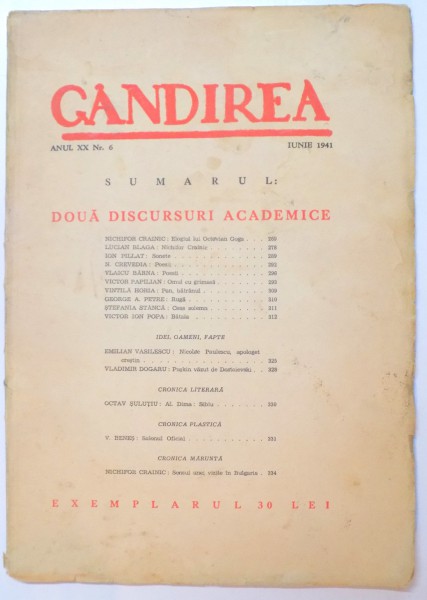 GÂNDIREA
ANUL XX Nr. 6 IUNIE 1941
SUMARUL:
DOUĂ DISCURSURI ACADEMICE
NICHIFOR CRAINIC: Elogiul lui Octavian Goga . . . 269
LUCIAN BLAGA: Nichifor Crainic . . . 278
ION PILLAT: Sonete . . . 289
N. CREVEDIA: Poezii . . . 292
VLAICU BÂRNA: Poezii . . . 296
VICTOR PAPILIAN: Omul cu grimasă . . . 298
VINTILĂ HORIA: Pan, bătrânul . . . 309
GEORGE A. PETRE: Rugă . . . 310
ȘTEFANIA STÂNCĂ: Ceas solemn . . . 311
VICTOR ION POPA: Bătaia . . . 312
IDEI, OAMENI, FAPTE
EMILIAN VASILESCU: Nicolae Paulescu, apologet
creștin . . . 323
VLADIMIR DOGARU: Pușkin văzut de Dostoievski . . 328
CRONICA LITERARĂ
OCTAV ȘULUȚIU: Al. Dima: Sibiu . . . 330
CRONICA PLASTICĂ
V. BENEȘ: Salonul Oficial . . . 331
CRONICA MĂRUNTĂ
NICHIFOR CRAINIC: Sensul unei vizite în Bulgaria . 334
EXEMPLARUL 30 LEI